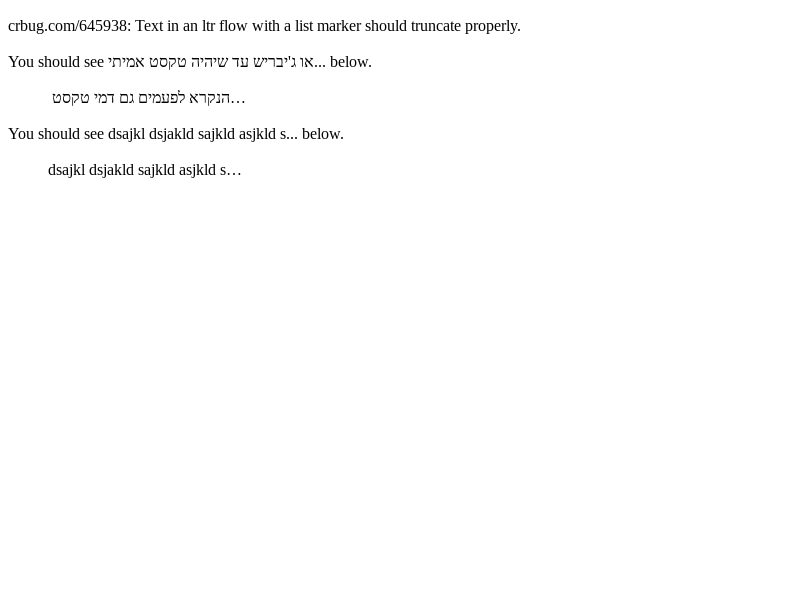 crbug.com/645938: Text in an ltr flow with a list marker should truncate properly.
You should see או ג'יבריש עד שיהיה טקסט אמיתי... below.
הנקרא לפעמים גם דמי טקסט…
You should see dsajkl dsjakld sajkld asjkld s... below.
dsajkl dsjakld sajkld asjkld s…